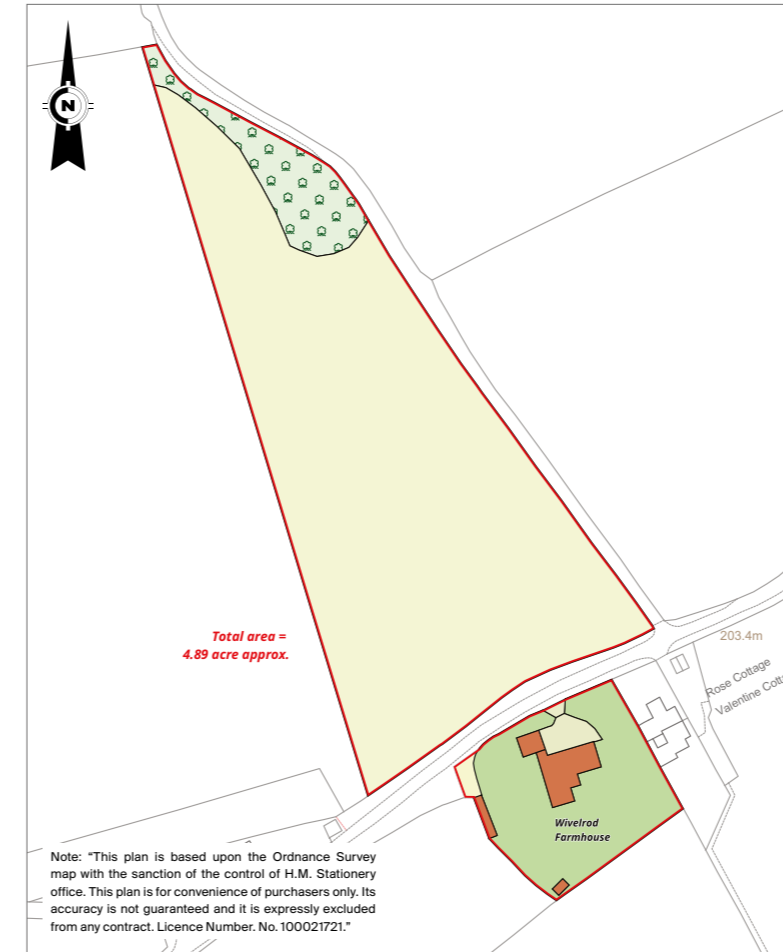 N
Total area =
4.89 acre approx.
203.4m
Rose Cottage
Valentine
Wivelrod
Farmhouse
Note: “This plan is based upon the Ordnance Survey
map with the sanction of the control of H.M. Stationery
office. This plan is for convenience of purchasers only. Its
accuracy is not guaranteed and it is expressly excluded
from any contract. Licence Number. No. 100021721.”